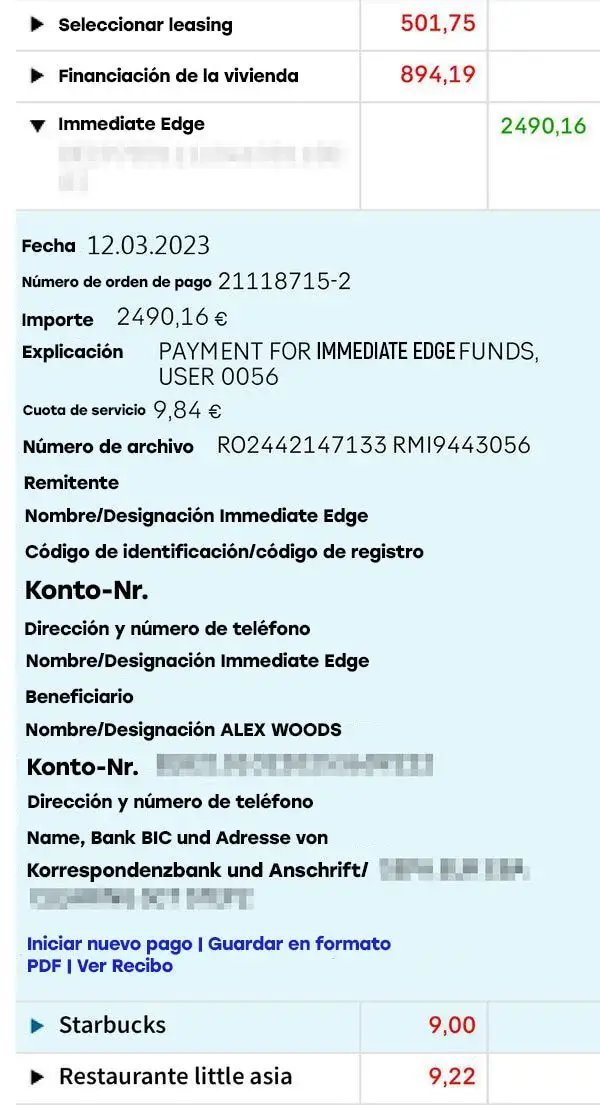 Seleccionar leasing 501,75
Financiación de la vivienda 894,19
Immediate Edge 2490,16
Fecha 12.03.2023
Número de orden de pago 21118715-2
Importe 2490,16 €
Explicación PAYMENT FOR IMMEDIATE EDGE FUNDS,
USER 0056
Cuota de servicio 9,84 €
Número de archivo RO2442147133 RMI9443056
Remitente
Nombre/Designación Immediate Edge
Código de identificación/código de registro
Konto-Nr.
Dirección y número de teléfono
Nombre/Designación Immediate Edge
Beneficiario
Nombre/Designación ALEX WOODS
Konto-Nr.
Dirección y número de teléfono
Name, Bank BIC und Adresse von
Korrespondenzbank und Anschrift/
Iniciar nuevo pago | Guardar en formato
PDF | Ver Recibo
Starbucks 9,00
Restaurante little asia 9,22